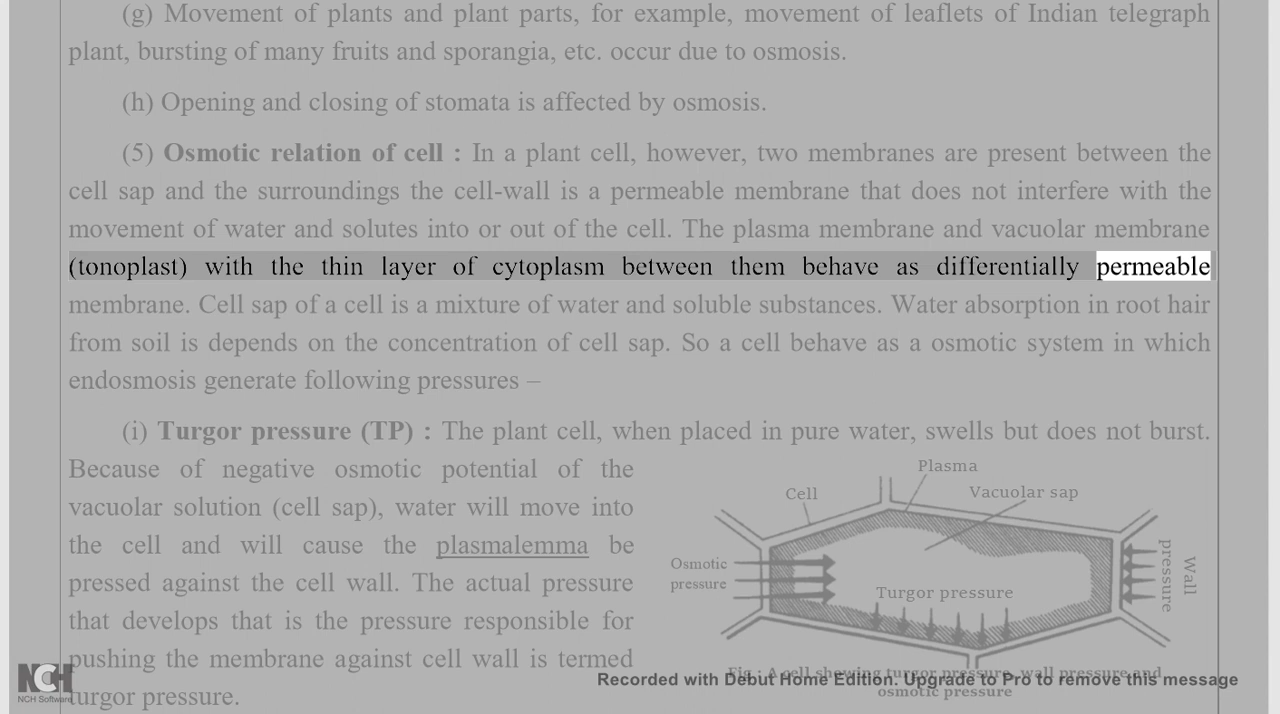 (g) Movement of plants and plant parts, for example, movement of leaflets of Indian telegraph
plant, bursting of many fruits and sporangia, etc. occur due to osmosis.
(h) Opening and closing of stomata is affected by osmosis.
(5) Osmotic relation of cell : In a plant cell, however, two membranes are present between the
cell sap and the surroundings the cell-wall is a permeable membrane that does not interfere with the
movement of water and solutes into or out of the cell. The plasma membrane and vacuolar membrane
(tonoplast) with the thin layer of cytoplasm between them behave as differentially permeable
membrane. Cell sap of a cell is a mixture of water and soluble substances. Water absorption in root hair
from soil is depends on the concentration of cell sap. So a cell behave as a osmotic system in which
endosmosis generate following pressures –
(i) Turgor pressure (TP) : The plant cell, when placed in pure water, swells but does not burst.
Because of negative osmotic potential of the
vacuolar solution (cell sap), water will move into
the cell and will cause the plasmalemma be
pressed against the cell wall. The actual pressure
that develops that is the pressure responsible for
pushing the membrane against cell wall is termed
turgor pressure.
Plasma
Cell
Vacuolar sap
Osmotic
pressure
Turgor pressure
Wall
pressure
Fig : A cell showing turgor pressure, wall pressure and
osmotic pressure
NCH
NCH Software
Recorded with Debut Home Edition. Upgrade to Pro to remove this message